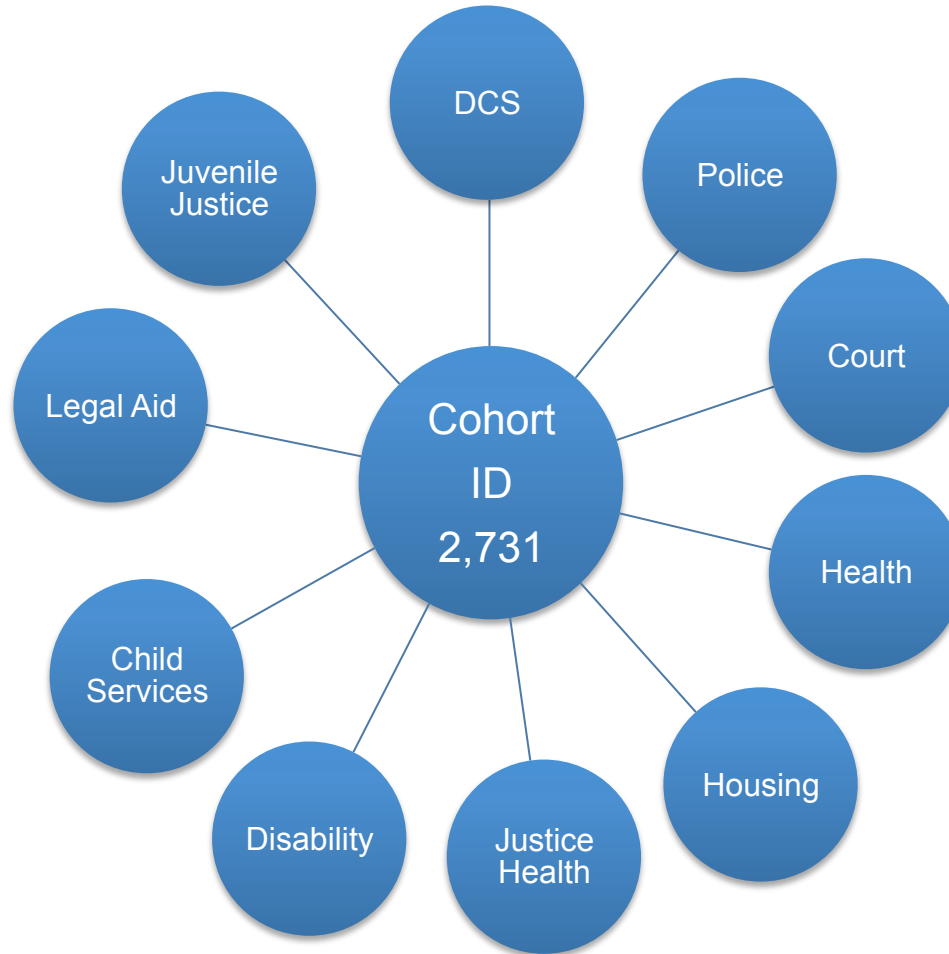 DCS
Police
Court
Health
Housing
Justice
Health
Disability
Child
Services
Legal Aid
Juvenile
Justice
Cohort
ID
2,731